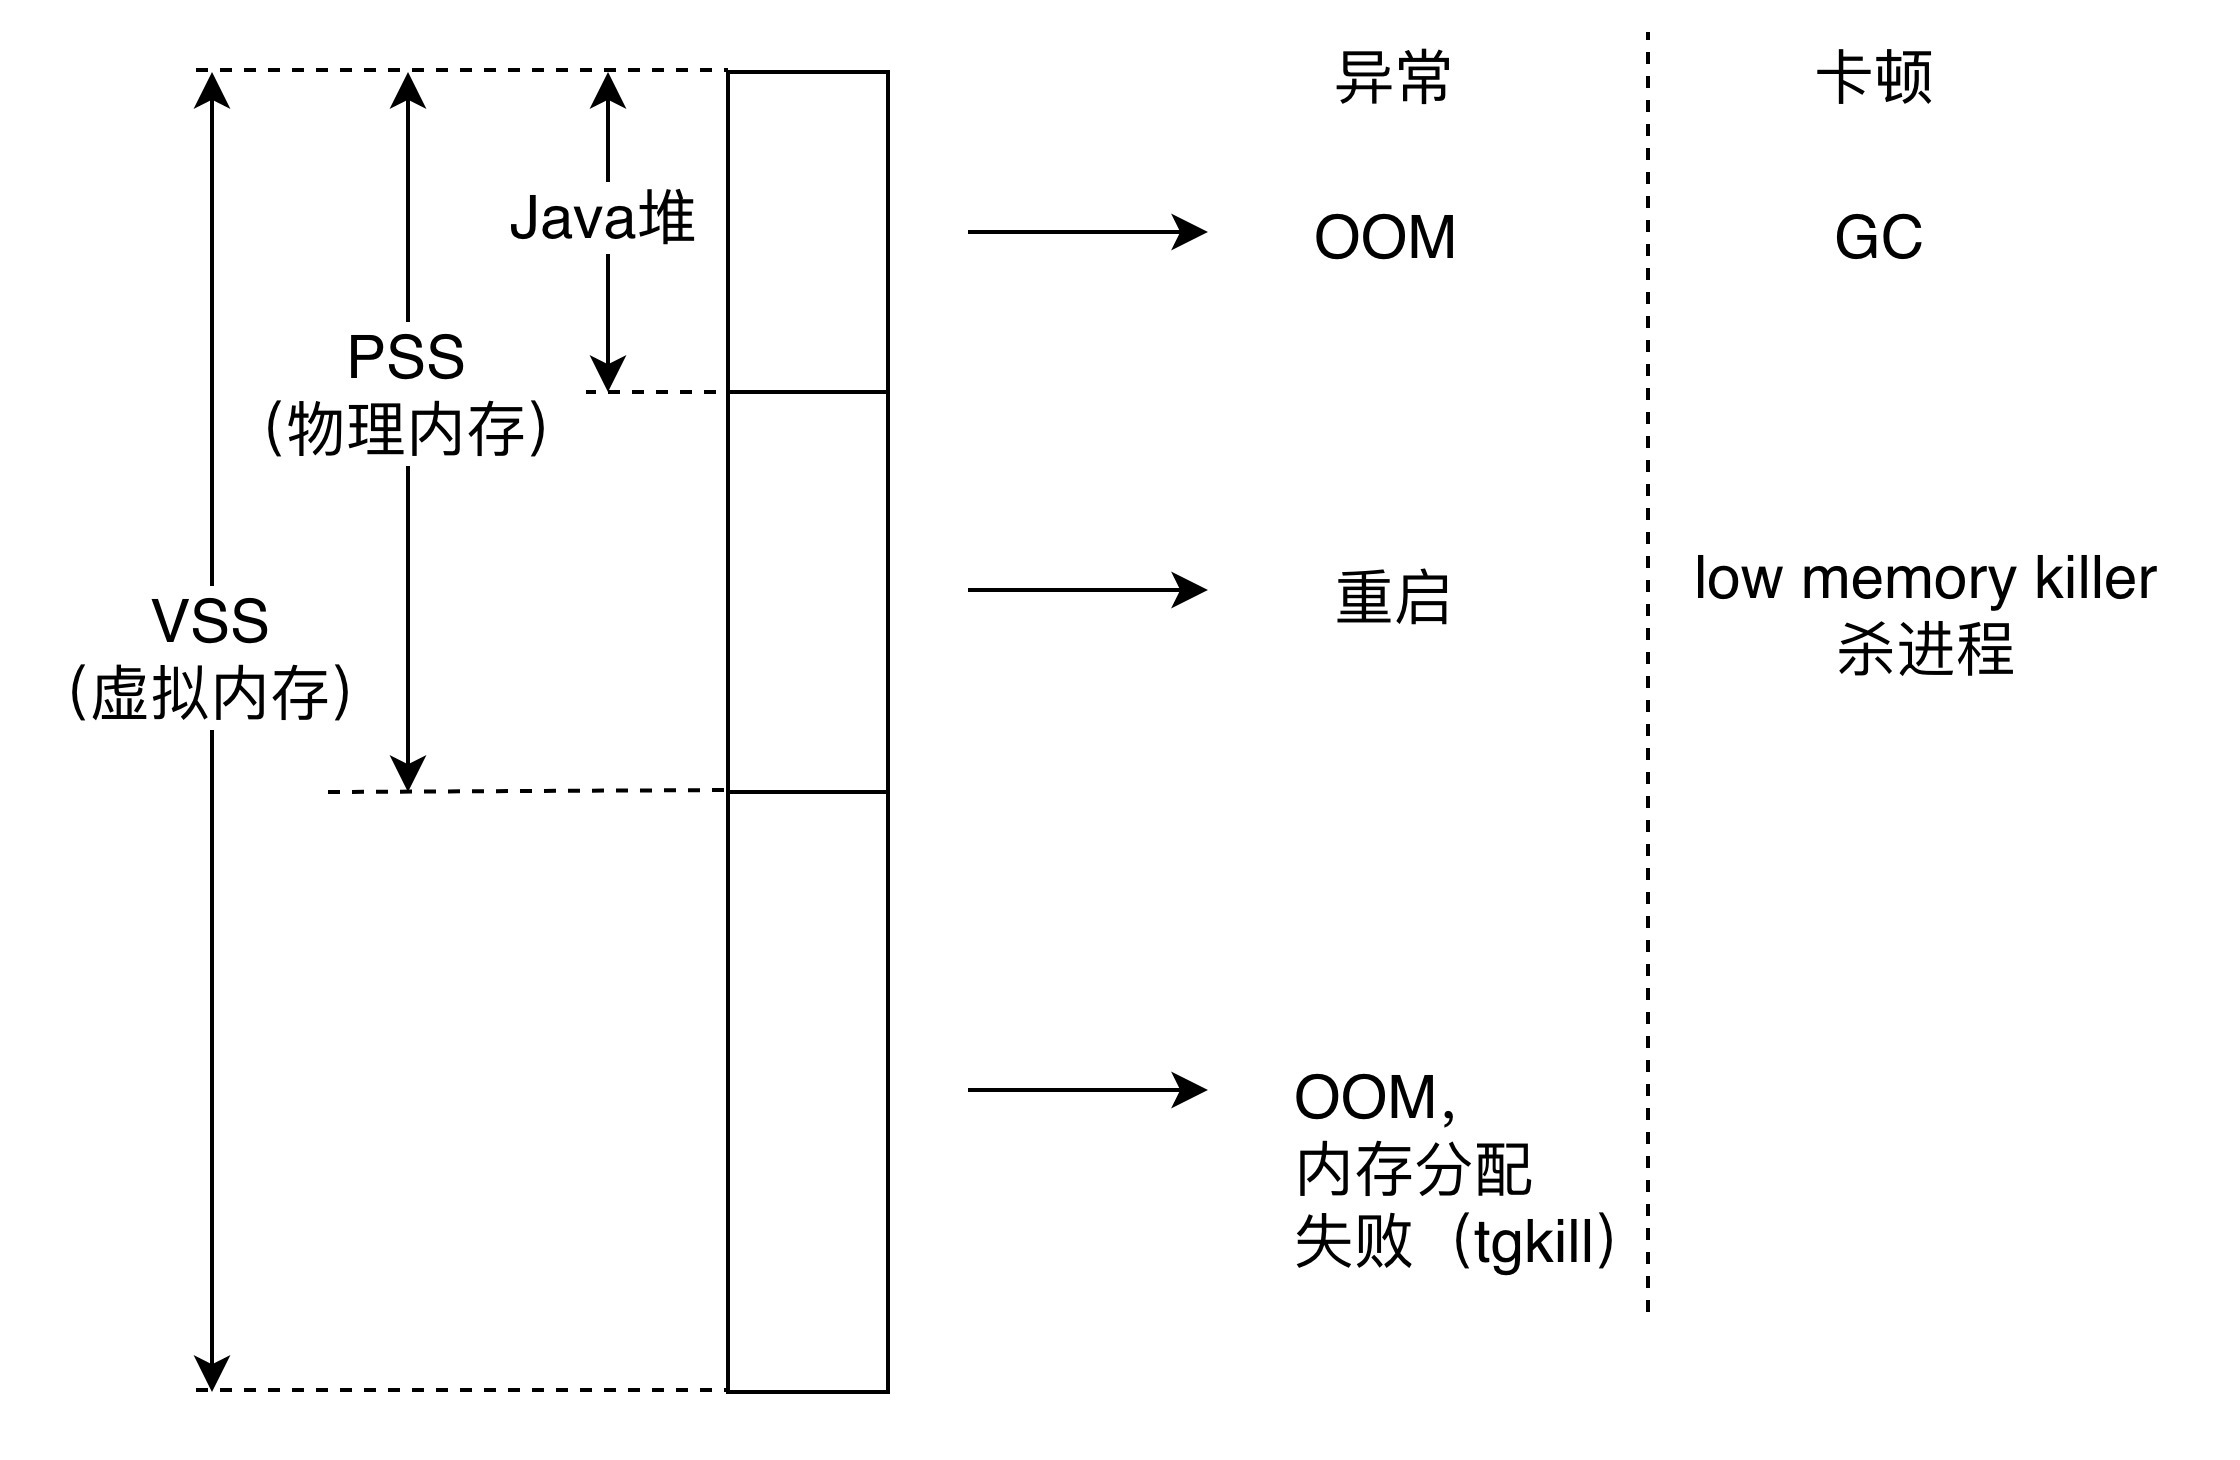 异常
卡顿
Java堆
OOM
GC
PSS
(物理内存)
VSS
(虚拟内存)
重启
low memory killer
杀进程
OOM，
内存分配
失败（tgkill）